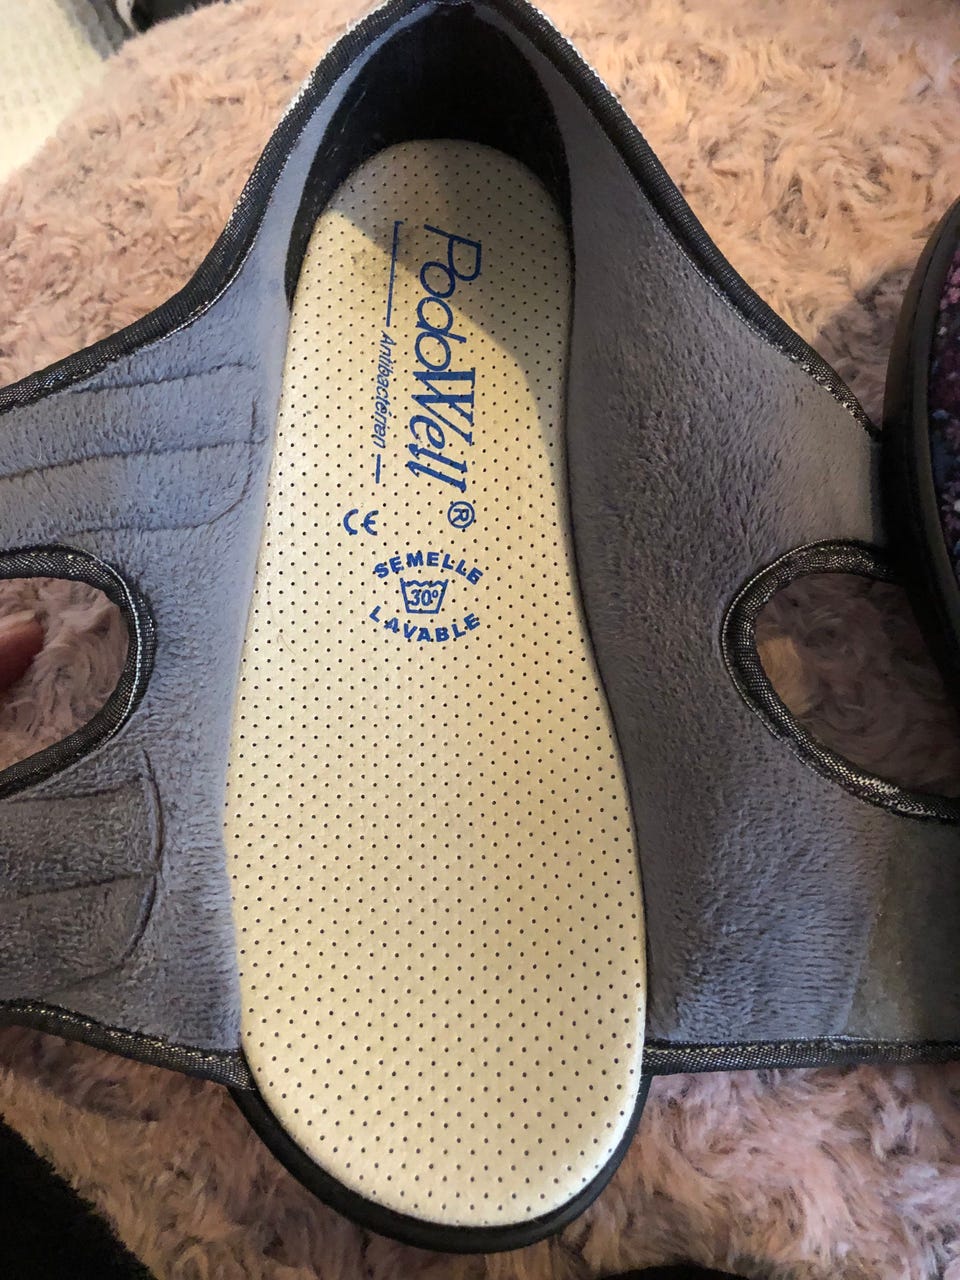 PodoWell®
Antibactérien
CE
SEMELLE
30°
LAVABLE